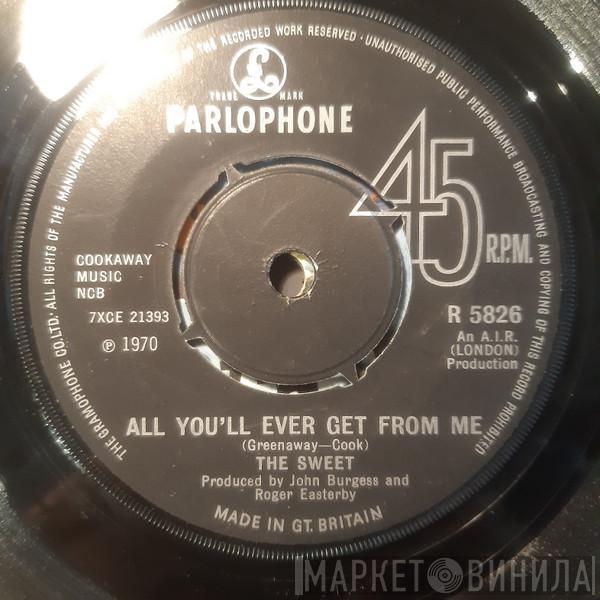 THE GRAMOPHONE CO. LTD. · ALL RIGHTS OF THE MANUFACTURER OF THE RECORDED WORK RESERVED · UNAUTHORISED PUBLIC PERFORMANCE BROADCASTING AND COPYING OF THIS RECORD PROHIBITED
£
TRADE MARK
PARLOPHONE
45
R.P.M.
COOKAWAY
MUSIC
NCB
7XCE 21393
℗ 1970
R 5826
An A.I.R.
(LONDON)
Production
ALL YOU'LL EVER GET FROM ME
(Greenaway—Cook)
THE SWEET
Produced by John Burgess and
Roger Easterby
MADE IN GT. BRITAIN
МАРКЕТ ВИНИЛА